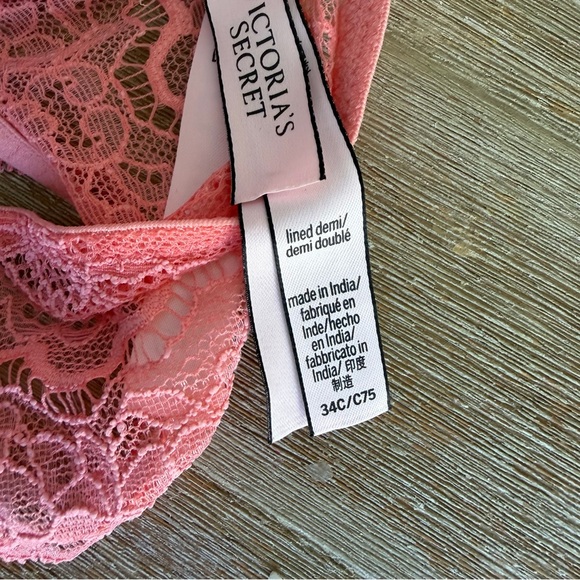 ICTORIA'S
SECRET
lined demi/
demi doublé
made in India/
fabriqué en
Inde/hecho
en India/
fabbricato in
India/ 印度
制造
34C/C75